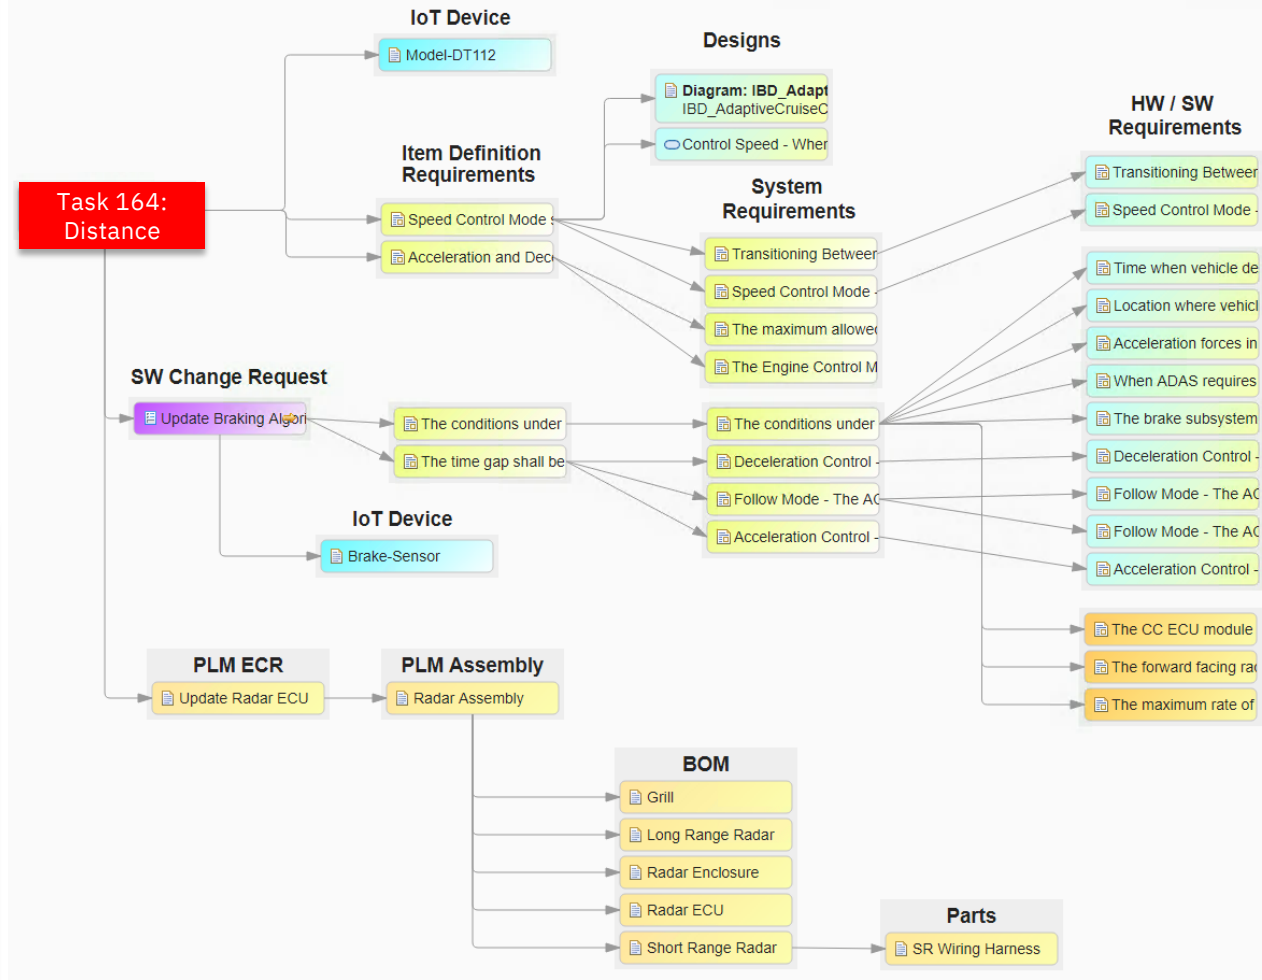 IoT Device
Model-DT112
Designs
Diagram: IBD_Adapt
IBD_AdaptiveCruiseC
Control Speed - Wher
HW / SW
Requirements
Transitioning Between
Speed Control Mode -
Item Definition
Requirements
Speed Control Mode
Acceleration and Dece
Task 164:
Distance
System
Requirements
Transitioning Between
Speed Control Mode -
The maximum allowed
The Engine Control M
Time when vehicle de
Location where vehicl
Acceleration forces in
When ADAS requires
The brake subsystem
Deceleration Control -
Follow Mode - The AC
Follow Mode - The AC
Acceleration Control -
SW Change Request
Update Braking Algori
The conditions under
The time gap shall be
The conditions under
Deceleration Control -
Follow Mode - The AC
Acceleration Control -
IoT Device
Brake-Sensor
The CC ECU module
The forward facing rad
The maximum rate of
PLM ECR
Update Radar ECU
PLM Assembly
Radar Assembly
BOM
Grill
Long Range Radar
Radar Enclosure
Radar ECU
Short Range Radar
Parts
SR Wiring Harness